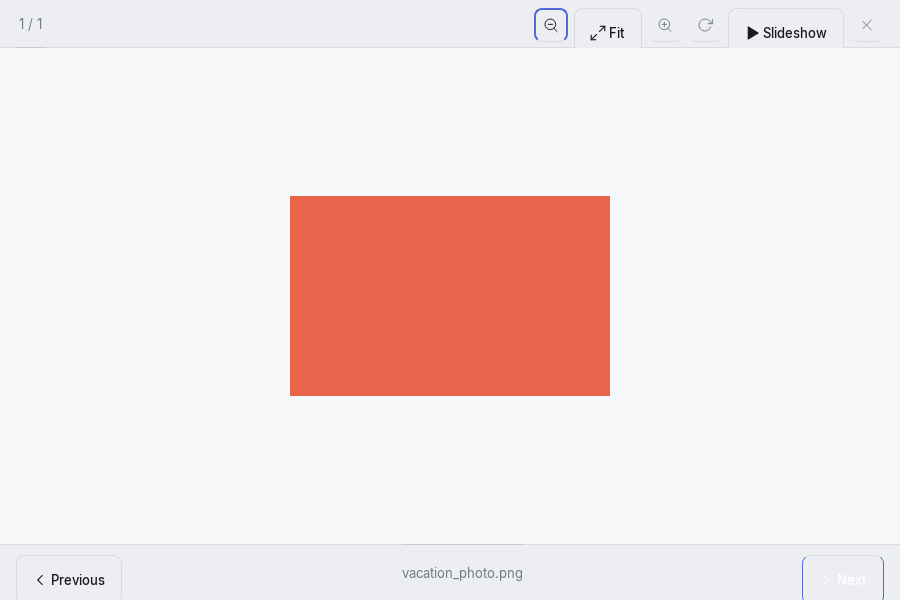 1 / 1
Fit
Slideshow
Previous
vacation_photo.png
Next